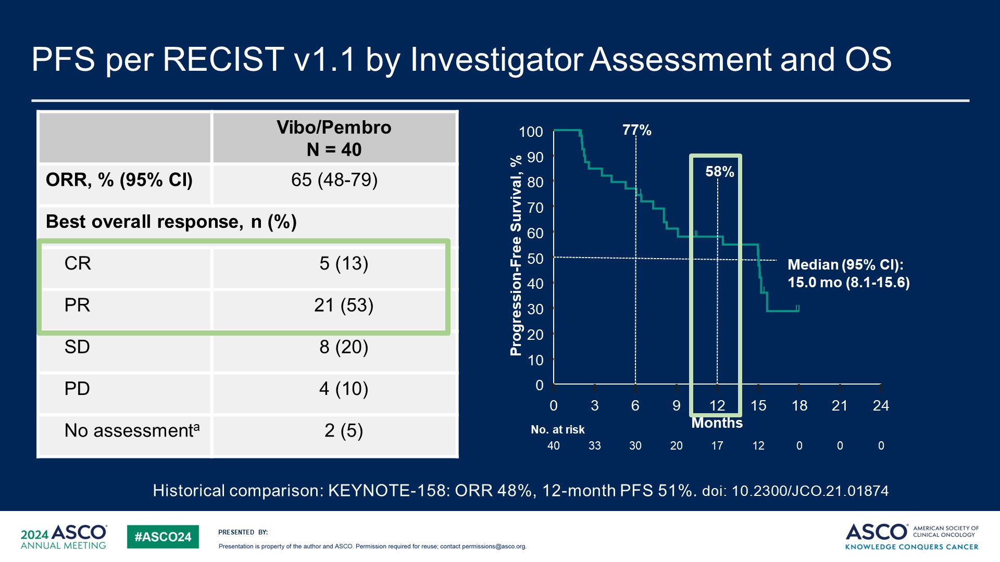 PFS per RECIST v1.1 by Investigator Assessment and OS
Vibo/Pembro
N = 40
ORR, % (95% CI) 65 (48-79)
Best overall response, n (%)
CR 5 (13)
PR 21 (53)
SD 8 (20)
PD 4 (10)
No assessmentᵃ 2 (5)
Progression-Free Survival, %
100
90
80
70
60
50
40
30
20
10
0
77%
58%
Median (95% CI):
15.0 mo (8.1-15.6)
0 3 6 9 12 15 18 21 24
Months
No. at risk
40 33 30 20 17 12 0 0 0
Historical comparison: KEYNOTE-158: ORR 48%, 12-month PFS 51%. doi: 10.2300/JCO.21.01874
2024 ASCO
ANNUAL MEETING
#ASCO24
PRESENTED BY:
Presentation is property of the author and ASCO. Permission required for reuse; contact permissions@asco.org.
ASCO AMERICAN SOCIETY OF
CLINICAL ONCOLOGY
KNOWLEDGE CONQUERS CANCER